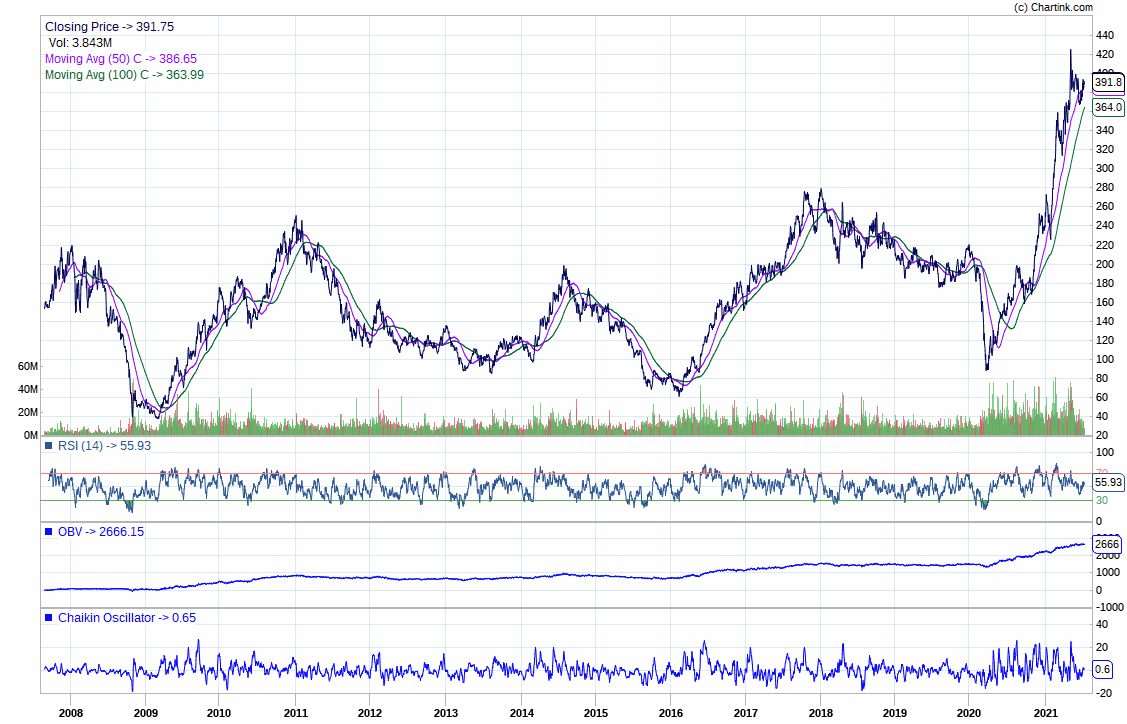 (c) Chartink.com
Closing Price -> 391.75
Vol: 3.843M
Moving Avg (50) C -> 386.65
Moving Avg (100) C -> 363.99
440
420
400
391.8
364.0
340
320
300
280
260
240
220
200
180
160
140
120
100
80
60
40
20
60M
40M
20M
0M
RSI (14) -> 55.93
100
70
55.93
30
0
OBV -> 2666.15
2666
2000
1000
0
-1000
Chaikin Oscillator -> 0.65
40
20
0.6
-20
2008 2009 2010 2011 2012 2013 2014 2015 2016 2017 2018 2019 2020 2021